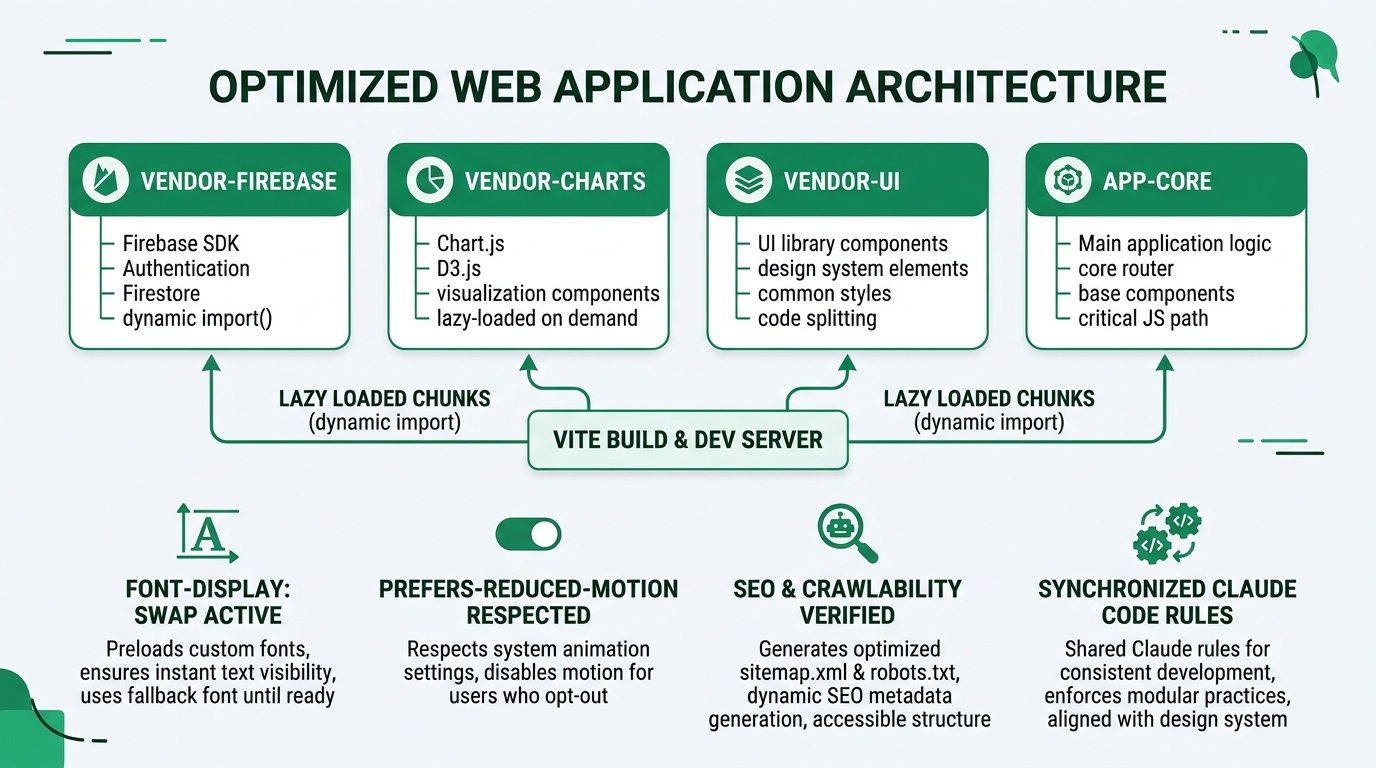 OPTIMIZED WEB APPLICATION ARCHITECTURE
VENDOR-FIREBASE
Firebase SDK
Authentication
Firestore
dynamic import()
VENDOR-CHARTS
Chart.js
D3.js
visualization components
lazy-loaded on demand
VENDOR-UI
UI library components
design system elements
common styles
code splitting
APP-CORE
Main application logic
core router
base components
critical JS path
LAZY LOADED CHUNKS
(dynamic import)
VITE BUILD & DEV SERVER
LAZY LOADED CHUNKS
(dynamic import)
A
FONT-DISPLAY:
SWAP ACTIVE
Preloads custom fonts,
ensures instant text visibility,
uses fallback font until ready
PREFERS-REDUCED-MOTION
RESPECTED
Respects system animation
settings, disables motion for
users who opt-out
SEO & CRAWLABILITY
VERIFIED
Generates optimized
sitemap.xml & robots.txt,
dynamic SEO metadata
generation, accessible structure
</>
</>
SYNCHRONIZED CLAUDE
CODE RULES
Shared Claude rules for
consistent development,
enforces modular practices,
aligned with design system